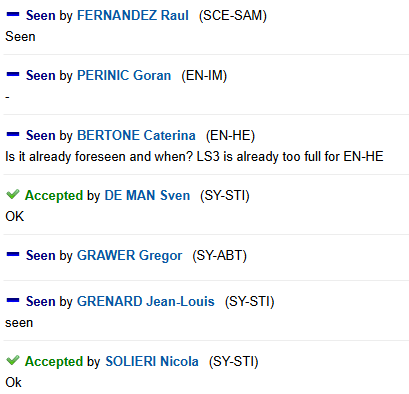 Seen by FERNANDEZ Raul (SCE-SAM)
Seen
Seen by PERINIC Goran (EN-IM)
-
Seen by BERTONE Caterina (EN-HE)
Is it already foreseen and when? LS3 is already too full for EN-HE
Accepted by DE MAN Sven (SY-STI)
OK
Seen by GRAWER Gregor (SY-ABT)
Seen by GRENARD Jean-Louis (SY-STI)
seen
Accepted by SOLIERI Nicola (SY-STI)
Ok